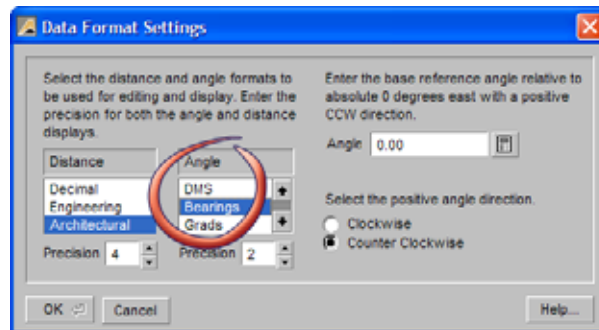 Data Format Settings
Select the distance and angle formats to
be used for editing and display. Enter the
precision for both the angle and distance
displays.
Distance
Decimal
Engineering
Architectural
Precision 4
Angle
DMS
Bearings
Grads
Precision 2
Enter the base reference angle relative to
absolute 0 degrees east with a positive
CCW direction.
Angle 0.00
Select the positive angle direction.
Clockwise
Counter Clockwise
OK
Cancel
Help...